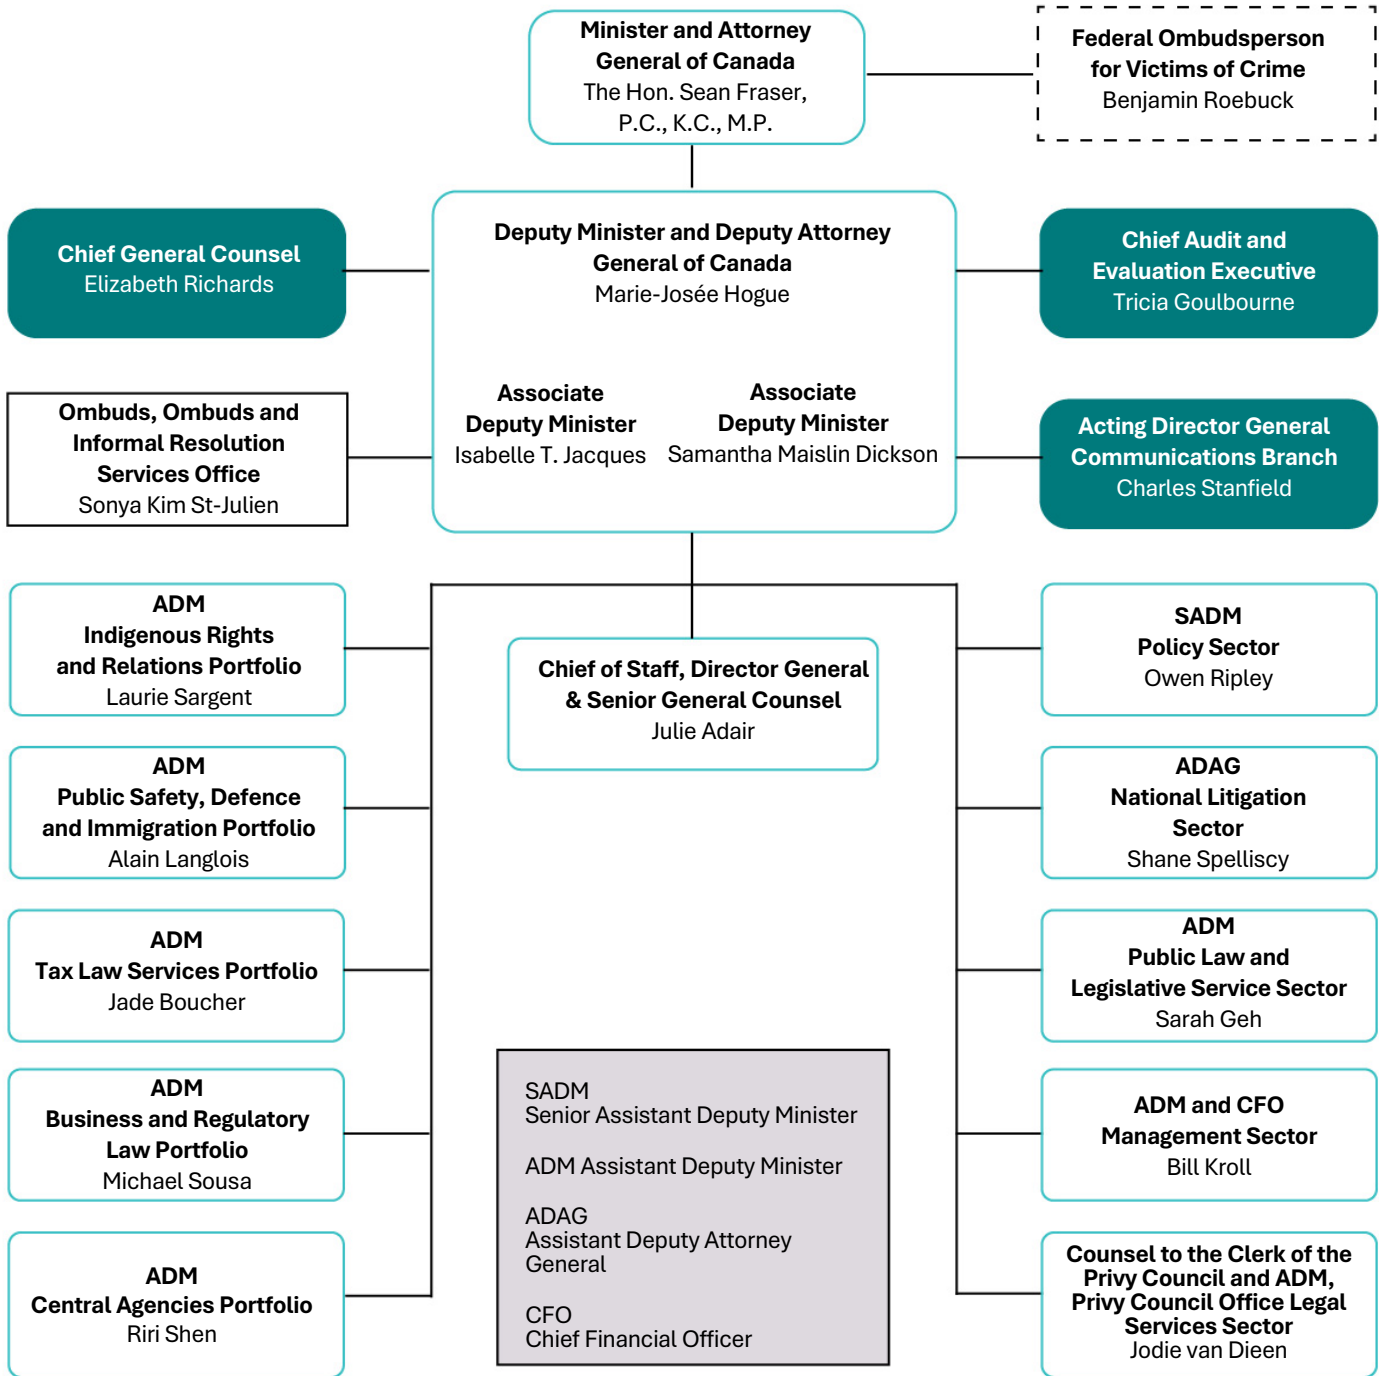 Minister and Attorney
General of Canada
The Hon. Sean Fraser,
P.C., K.C., M.P.
Federal Ombudsperson
for Victims of Crime
Benjamin Roebuck
Chief General Counsel
Elizabeth Richards
Deputy Minister and Deputy Attorney
General of Canada
Marie-Josée Hogue
Chief Audit and
Evaluation Executive
Tricia Goulbourne
Ombuds, Ombuds and
Informal Resolution
Services Office
Sonya Kim St-Julien
Associate
Deputy Minister
Isabelle T. Jacques
Associate
Deputy Minister
Samantha Maislin Dickson
Acting Director General
Communications Branch
Charles Stanfield
ADM
Indigenous Rights
and Relations Portfolio
Laurie Sargent
Chief of Staff, Director General
& Senior General Counsel
Julie Adair
SADM
Policy Sector
Owen Ripley
ADM
Public Safety, Defence
and Immigration Portfolio
Alain Langlois
ADAG
National Litigation
Sector
Shane Spelliscy
ADM
Tax Law Services Portfolio
Jade Boucher
ADM
Public Law and
Legislative Service Sector
Sarah Geh
ADM
Business and Regulatory
Law Portfolio
Michael Sousa
ADM and CFO
Management Sector
Bill Kroll
ADM
Central Agencies Portfolio
Riri Shen
Counsel to the Clerk of the
Privy Council and ADM,
Privy Council Office Legal
Services Sector
Jodie van Dieen
SADM
Senior Assistant Deputy Minister
ADM Assistant Deputy Minister
ADAG
Assistant Deputy Attorney
General
CFO
Chief Financial Officer